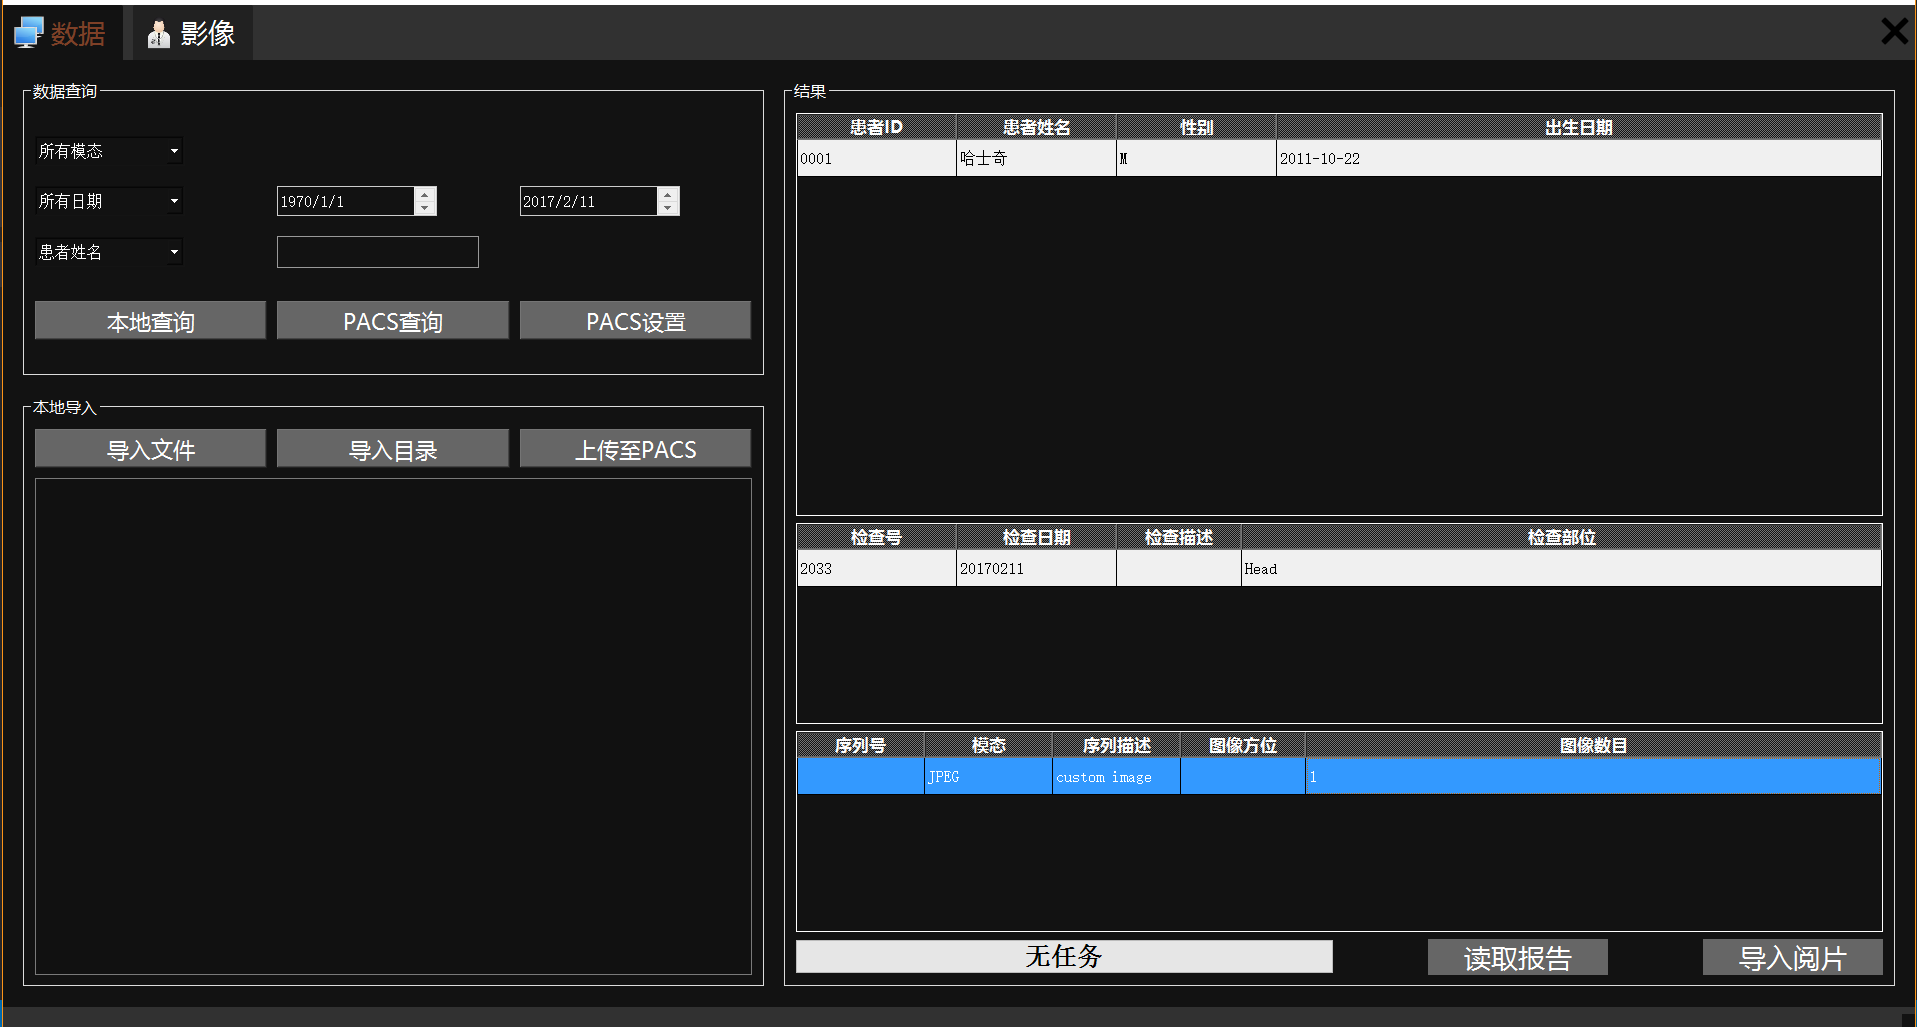 数据 影像
数据查询
所有模态
所有日期 1970/1/1 2017/2/11
患者姓名
本地查询 PACS查询 PACS设置
本地导入
导入文件 导入目录 上传至PACS
结果
患者ID 患者姓名 性别 出生日期
0001 哈士奇 M 2011-10-22
检查号 检查日期 检查描述 检查部位
2033 20170211 Head
序列号 模态 序列描述 图像方位 图像数目
JPEG custom image 1
无任务 读取报告 导入阅片